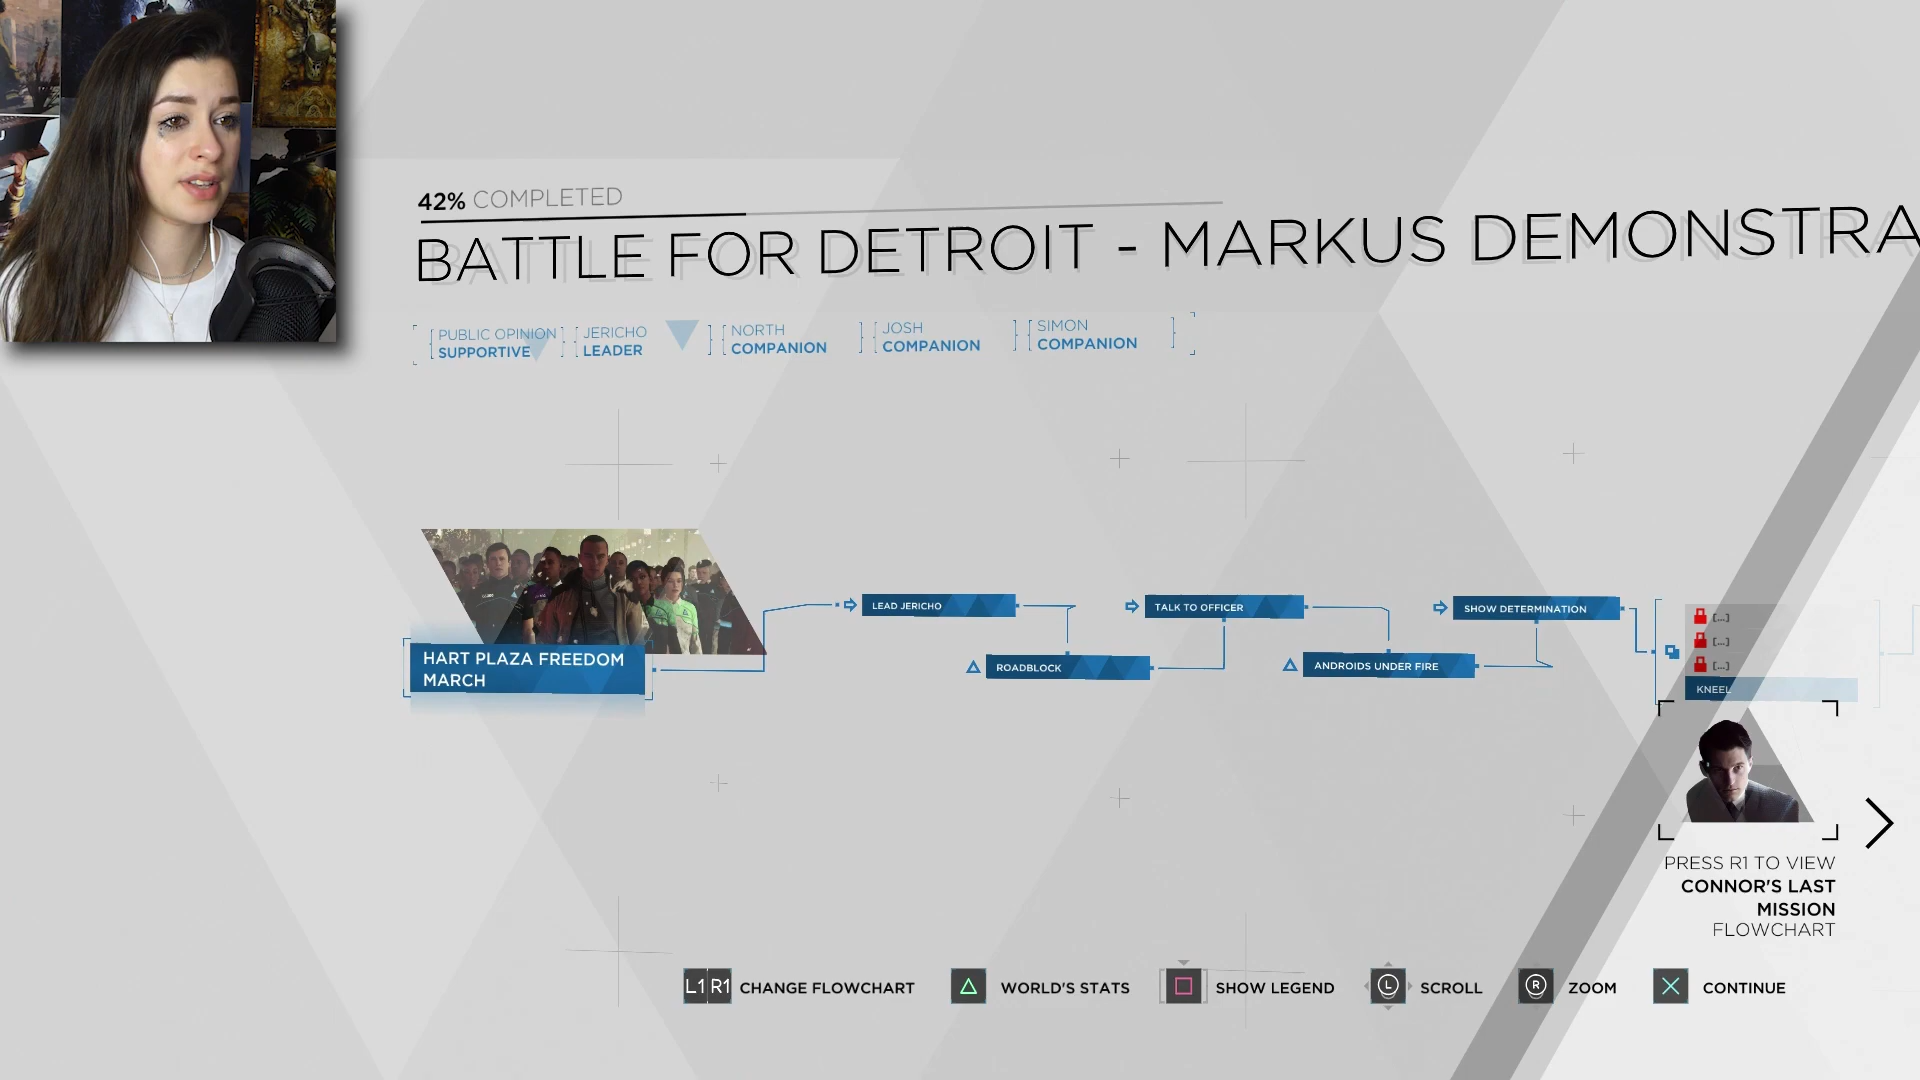 42% COMPLETED
BATTLE FOR DETROIT - MARKUS DEMONSTRA
PUBLIC OPINION
SUPPORTIVE
JERICHO
LEADER
NORTH
COMPANION
JOSH
COMPANION
SIMON
COMPANION
HART PLAZA FREEDOM
MARCH
LEAD JERICHO
ROADBLOCK
TALK TO OFFICER
ANDROIDS UNDER FIRE
SHOW DETERMINATION
[...]
[...]
[...]
KNEEL
PRESS R1 TO VIEW
CONNOR'S LAST
MISSION
FLOWCHART
L1 R1 CHANGE FLOWCHART
WORLD'S STATS
SHOW LEGEND
L SCROLL
R ZOOM
CONTINUE